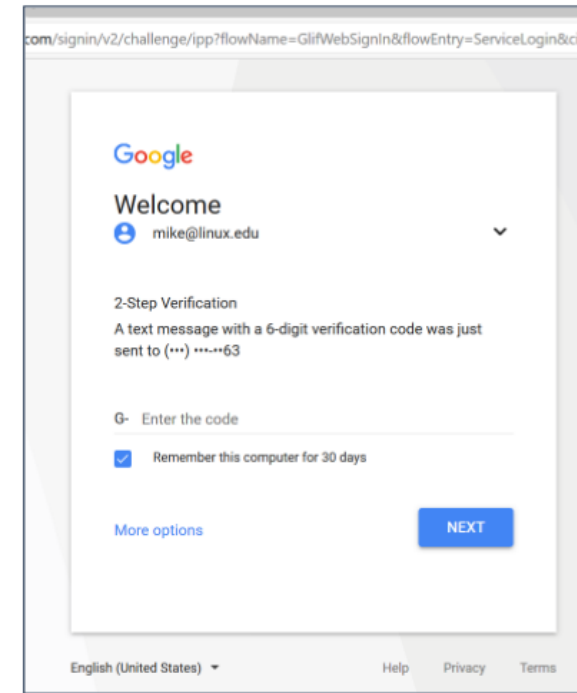 com/signin/v2/challenge/ipp?flowName=GlifWebSignIn&flowEntry=ServiceLogin&ci
Google
Welcome
mike@linux.edu
2-Step Verification
A text message with a 6-digit verification code was just
sent to (•••) •••-••63
G- Enter the code
Remember this computer for 30 days
More options
NEXT
English (United States)
Help Privacy Terms